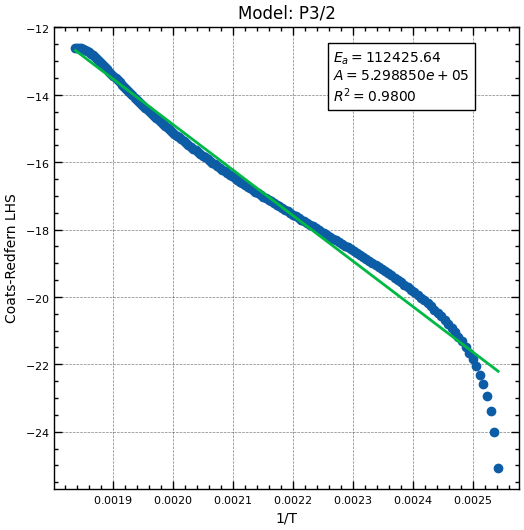 Model: P3/2
E_a = 112425.64
A = 5.298850e + 05
R^2 = 0.9800
Coats-Redfern LHS
−12
−14
−16
−18
−20
−22
−24
0.0019 0.0020 0.0021 0.0022 0.0023 0.0024 0.0025
1/T